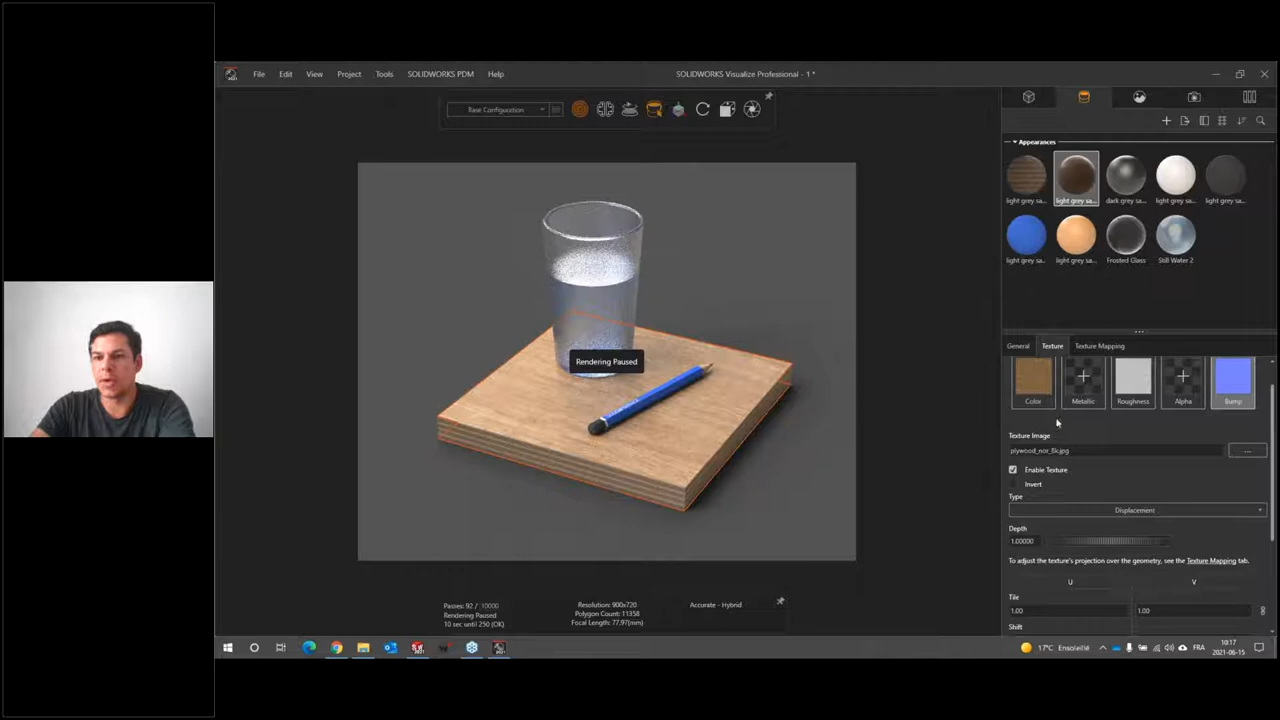 File Edit View Project Tools SOLIDWORKS PDM Help
SOLIDWORKS Visualize Professional - 1 *
Base Configuration
Appearances
light grey sa... light grey sa... dark grey sa... light grey sa... light grey sa...
light grey sa... light grey sa... Frosted Glass Still Water 2
General Texture Texture Mapping
Color Metallic Roughness Alpha Bump
Texture Image
plywood_nor_8k.jpg
...
Enable Texture
Invert
Type
Displacement
Depth
1.00000
To adjust the texture's projection over the geometry, see the Texture Mapping tab.
U V
Tile
1.00 1.00
Shift
Rendering Paused
Passes: 92 / 10000
Rendering Paused
10 sec until 250 (OK)
Resolution: 900x720
Polygon Count: 11358
Focal Length: 77.97(mm)
Accurate - Hybrid
17°C Ensoleillé
FRA
10:17
2021-06-15